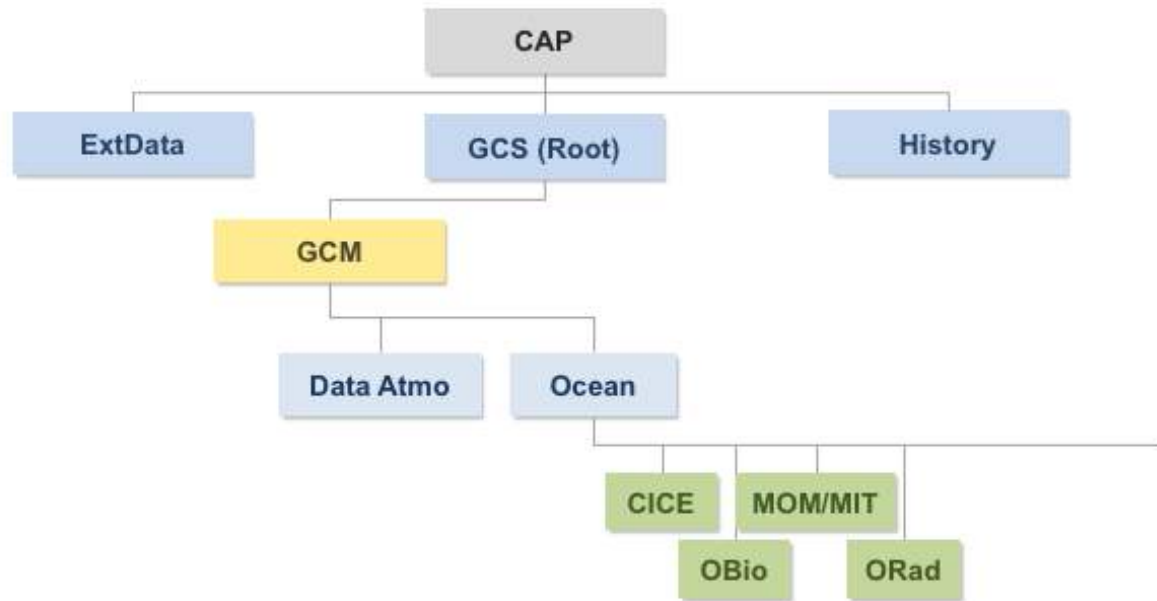 CAP
ExtData
GCS (Root)
History
GCM
Data Atmo
Ocean
CICE
MOM/MIT
OBio
ORad